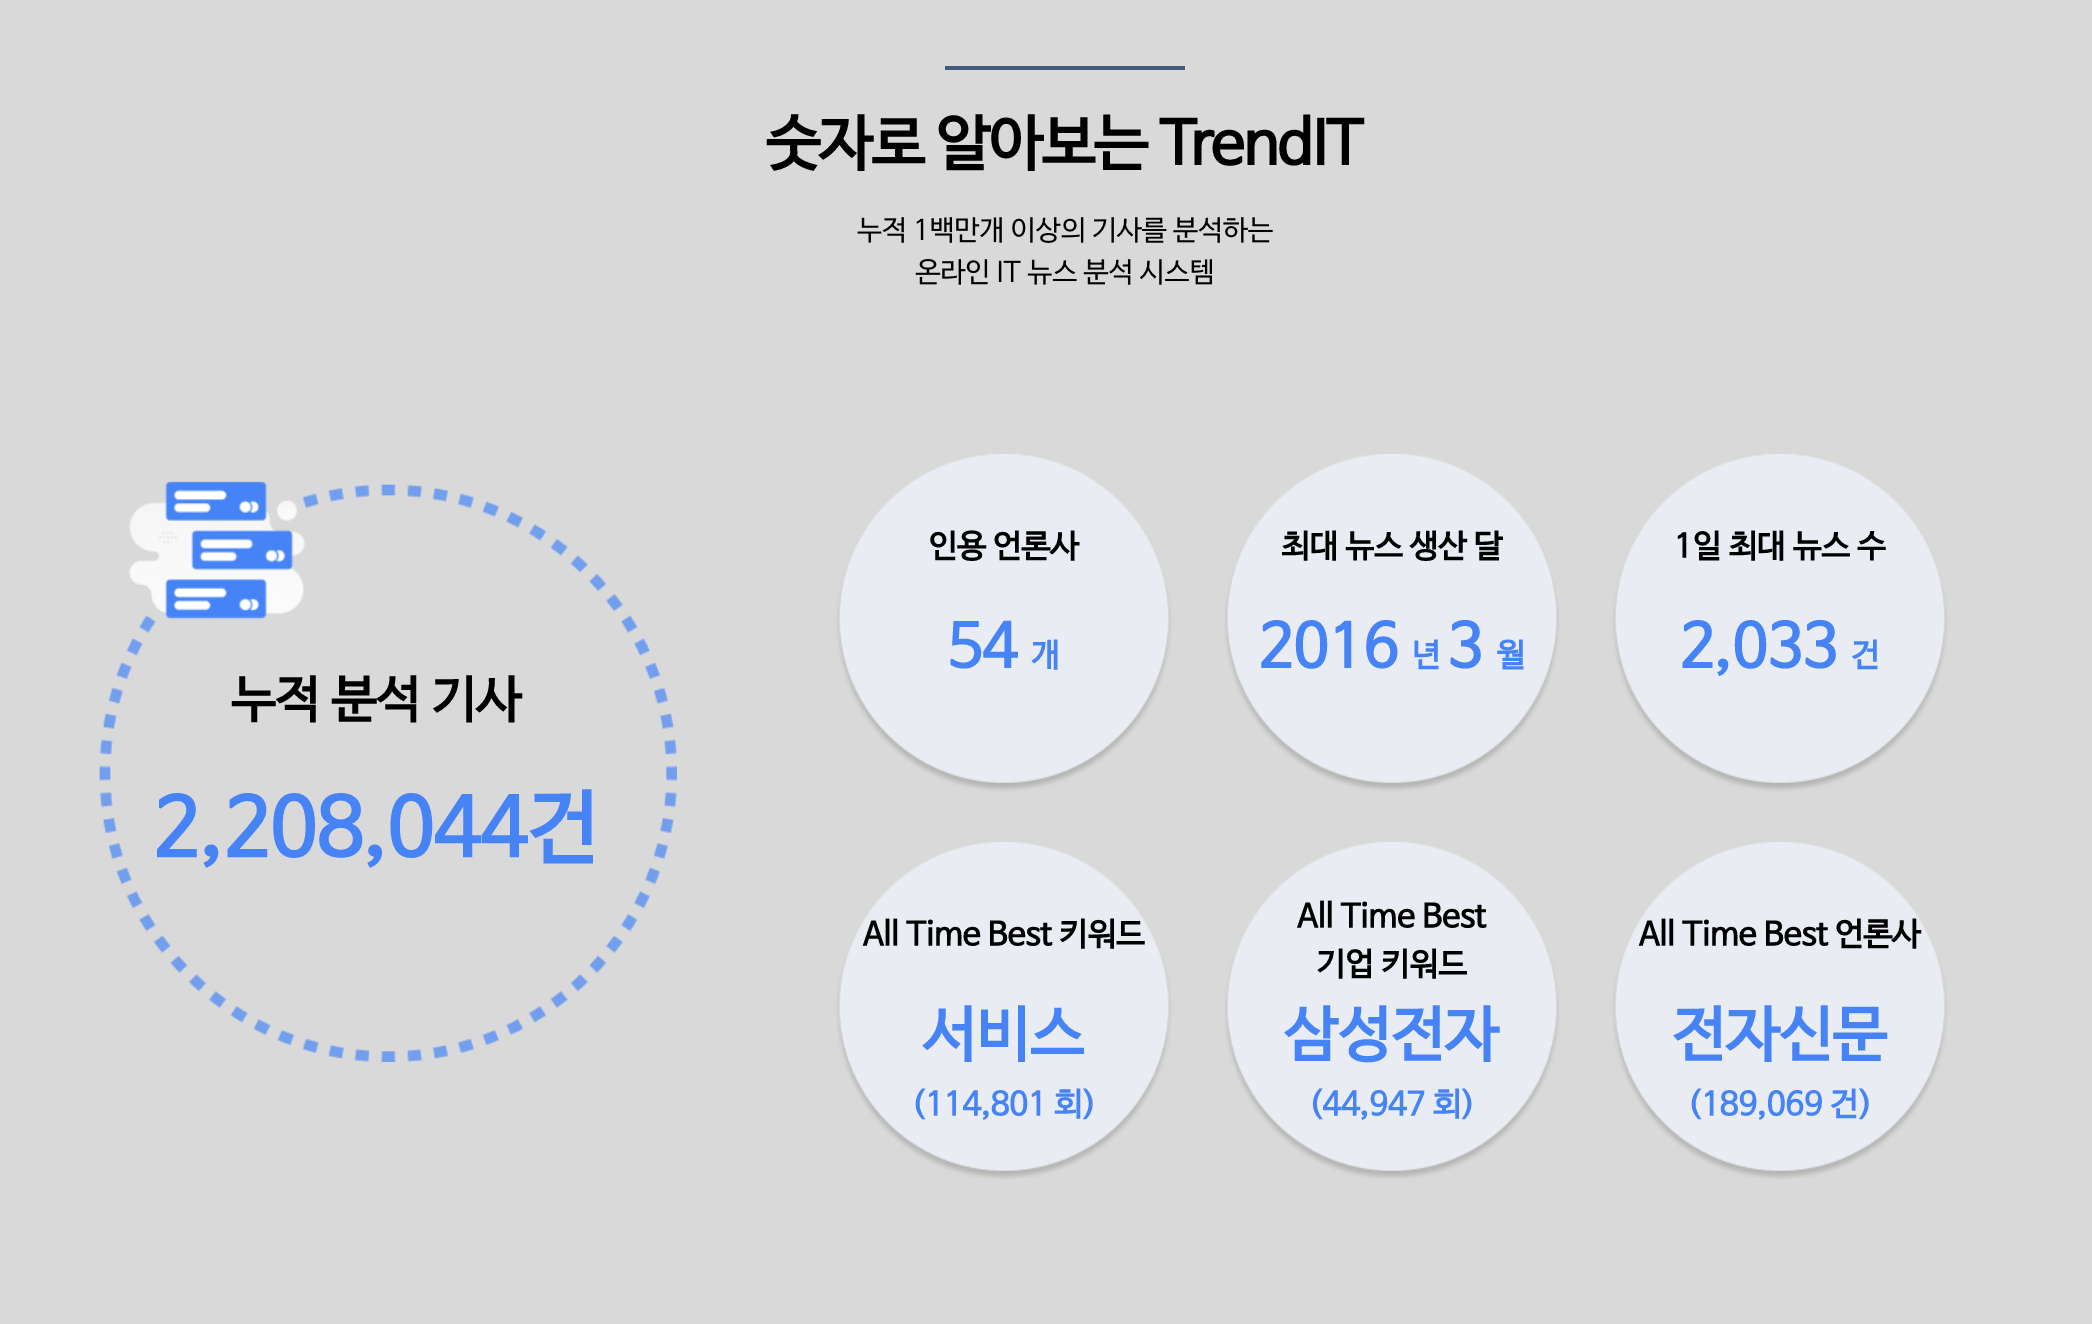 숫자로 알아보는 TrendIT
누적 1백만개 이상의 기사를 분석하는
온라인 IT 뉴스 분석 시스템
누적 분석 기사
2,208,044건
인용 언론사
54 개
최대 뉴스 생산 달
2016 년 3 월
1일 최대 뉴스 수
2,033 건
All Time Best 키워드
서비스
(114,801 회)
All Time Best
기업 키워드
삼성전자
(44,947 회)
All Time Best 언론사
전자신문
(189,069 건)